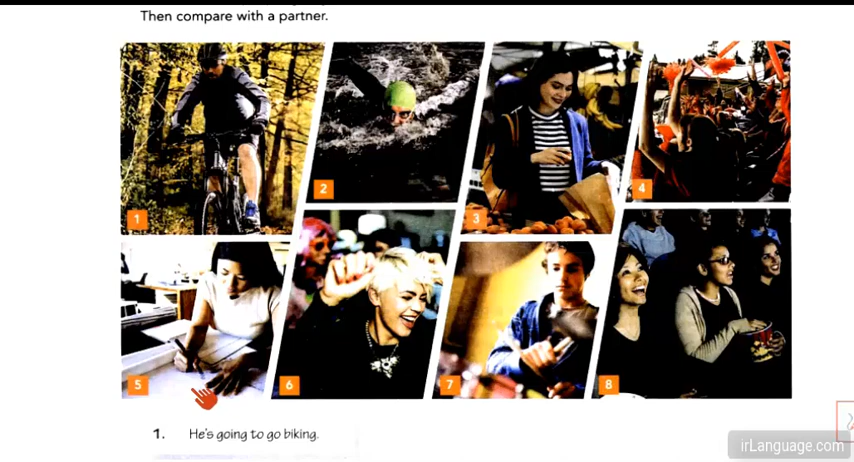 Then compare with a partner.
1
2
3
4
5
6
7
8
1. He's going to go biking.
irLanguage.com